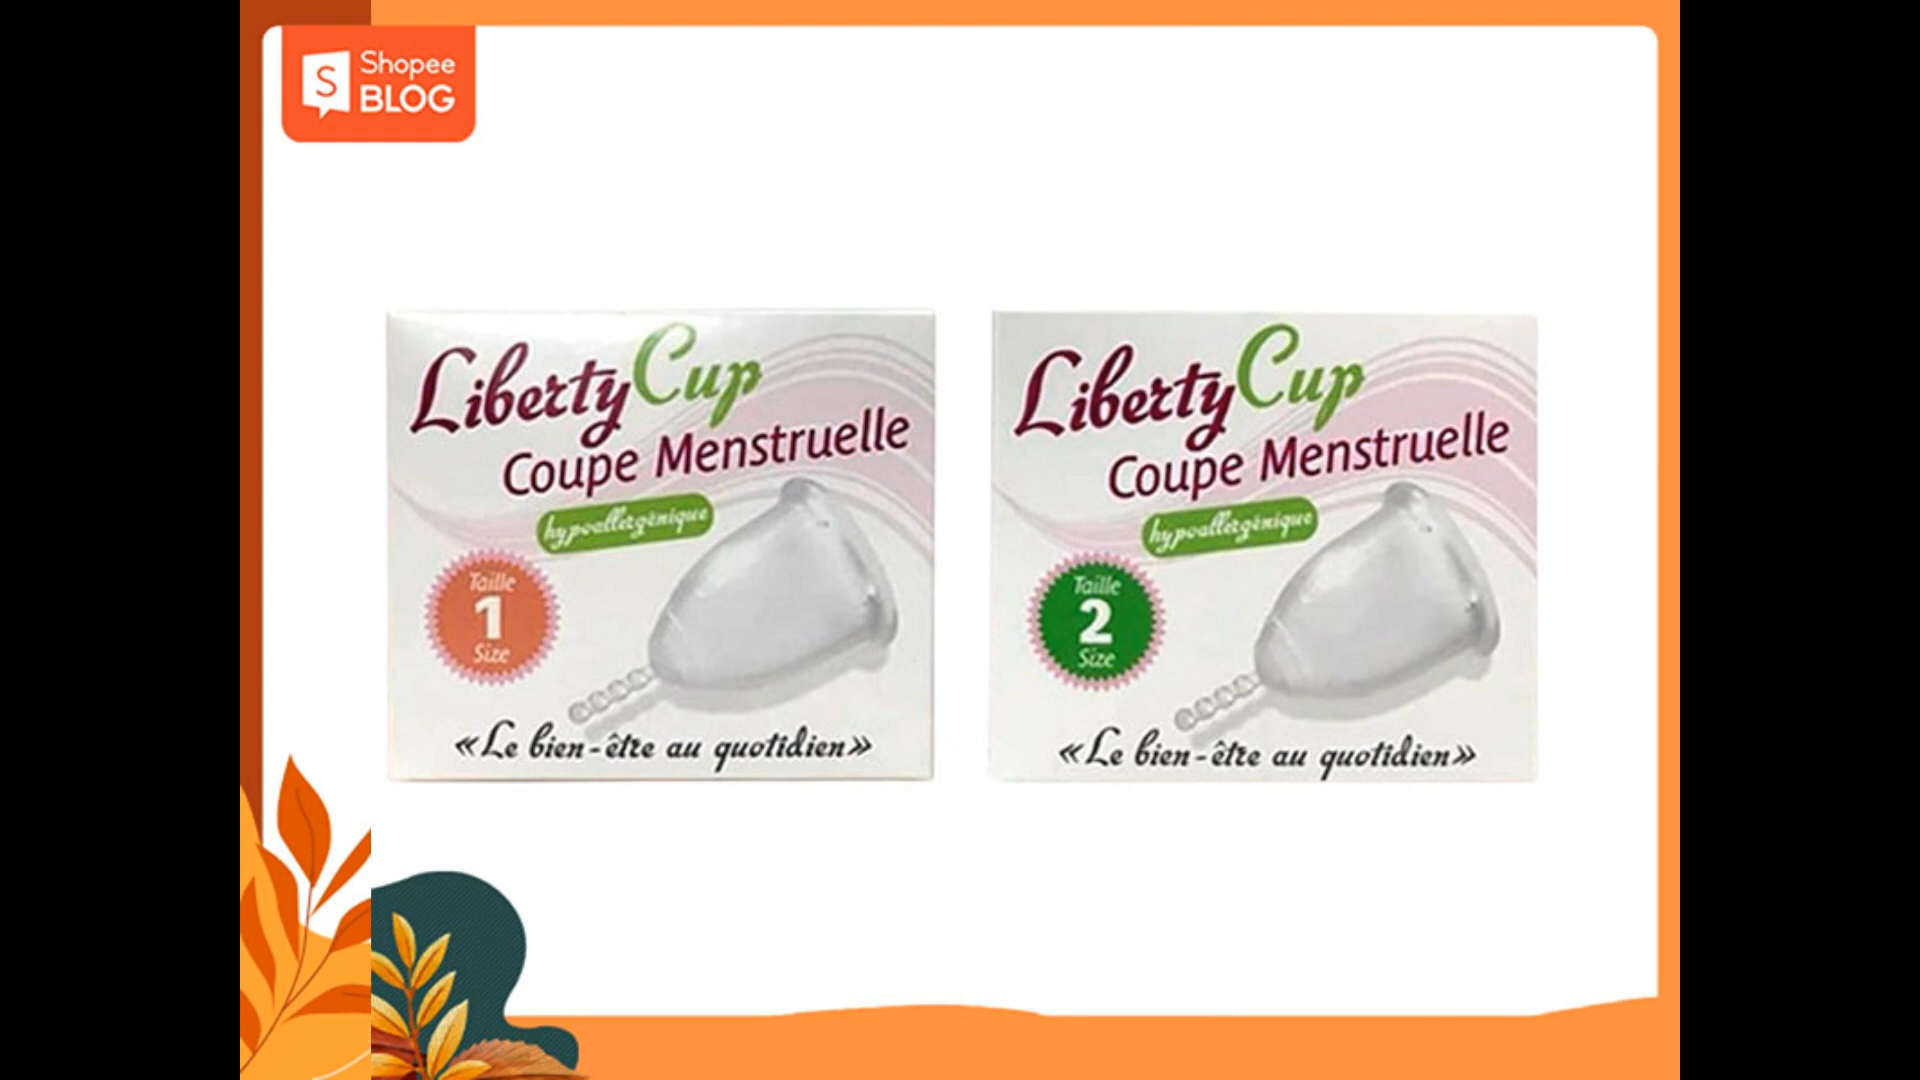 Shopee
BLOG
LibertyCup
Coupe Menstruelle
hypoallergénique
Taille
1
Size
«Le bien-être au quotidien»
LibertyCup
Coupe Menstruelle
hypoallergénique
Taille
2
Size
«Le bien-être au quotidien»